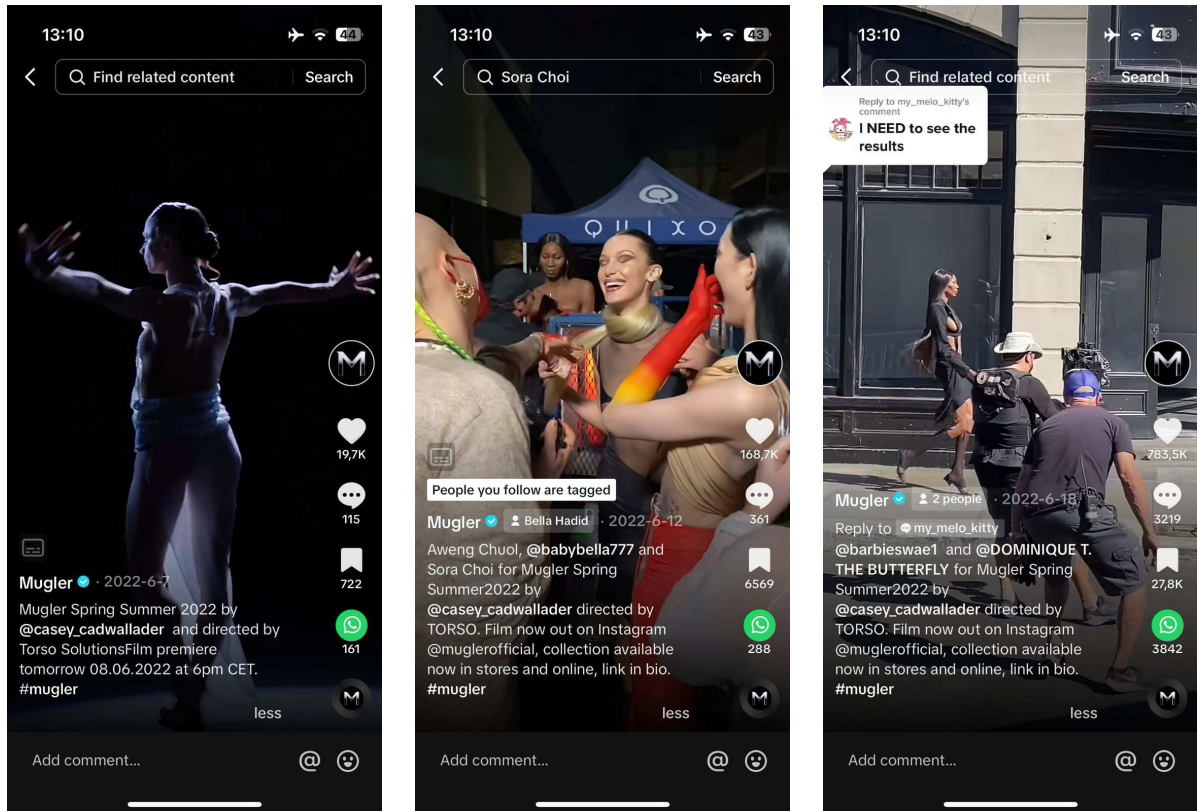 13:10
44
Find related content
Search
M
19,7K
115
722
161
Mugler · 2022-6-7
Mugler Spring Summer 2022 by
@casey_cadwallader and directed by
Torso SolutionsFilm premiere
tomorrow 08.06.2022 at 6pm CET.
#mugler
M
less
Add comment...
@
13:10
43
Sora Choi
Search
QUIXO
M
168,7K
People you follow are tagged
Mugler Bella Hadid · 2022-6-12
361
Aweng Chuol, @babybella777 and
Sora Choi for Mugler Spring
Summer2022 by
6569
@casey_cadwallader directed by
TORSO. Film now out on Instagram
@muglerofficial, collection available
288
now in stores and online, link in bio.
#mugler
M
less
Add comment...
@
13:10
43
Find related content
Search
Reply to my_melo_kitty's
comment
I NEED to see the
results
M
783,5K
Mugler 2 people · 2022-6-18
3219
Reply to my_melo_kitty
@barbieswae1 and @DOMINIQUE T.
THE BUTTERFLY for Mugler Spring
Summer2022 by
27,8K
@casey_cadwallader directed by
TORSO. Film now out on Instagram
@muglerofficial, collection available
3842
now in stores and online, link in bio.
#mugler
M
less
Add comment...
@